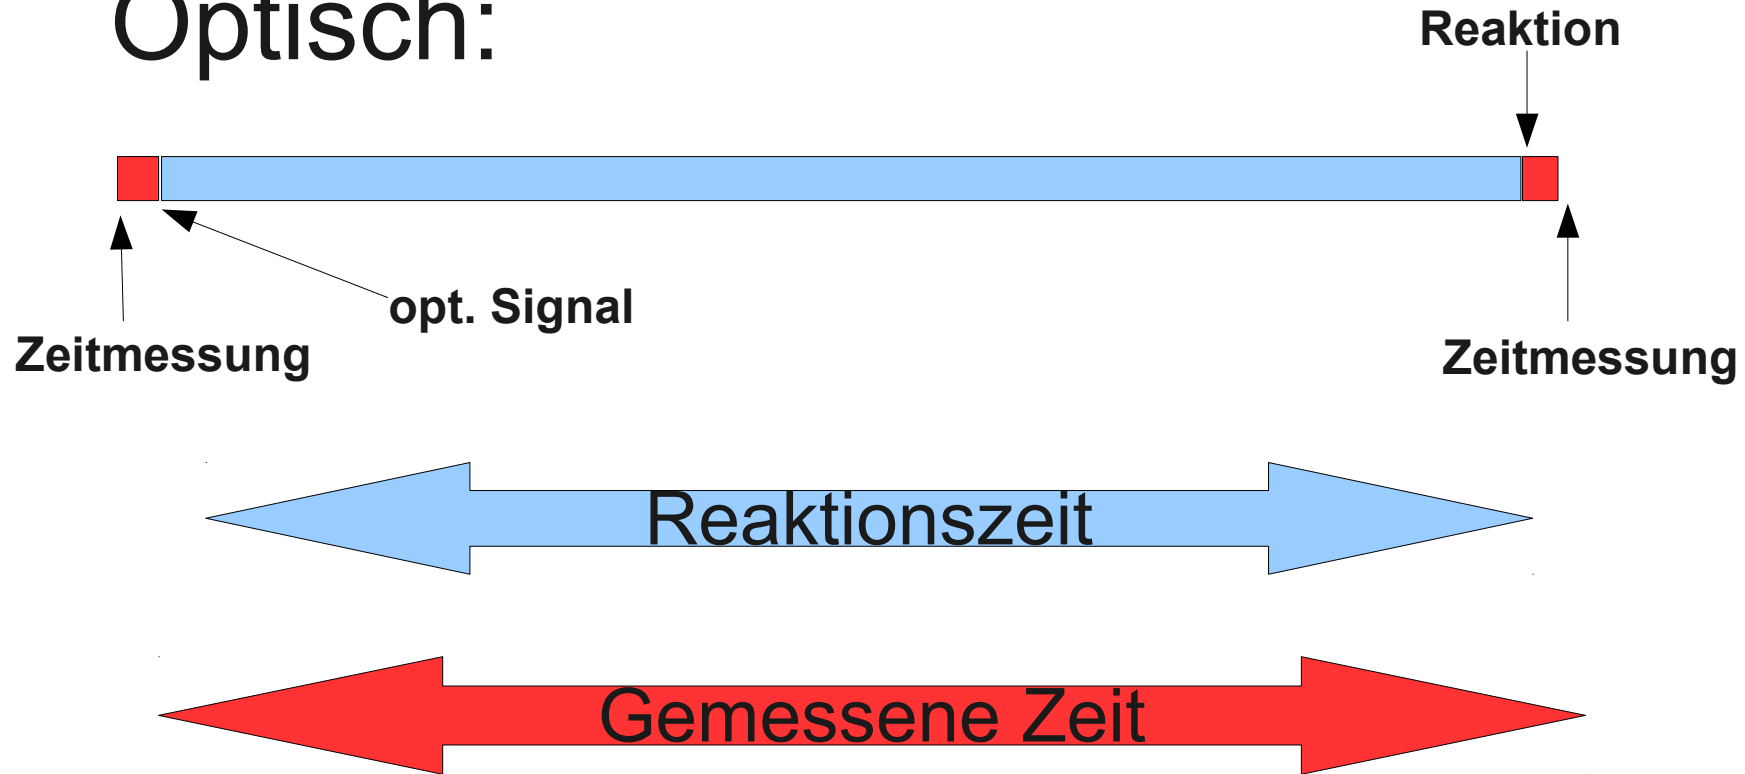 Optisch:
Reaktion
opt. Signal
Zeitmessung
Zeitmessung
Reaktionszeit
Gemessene Zeit